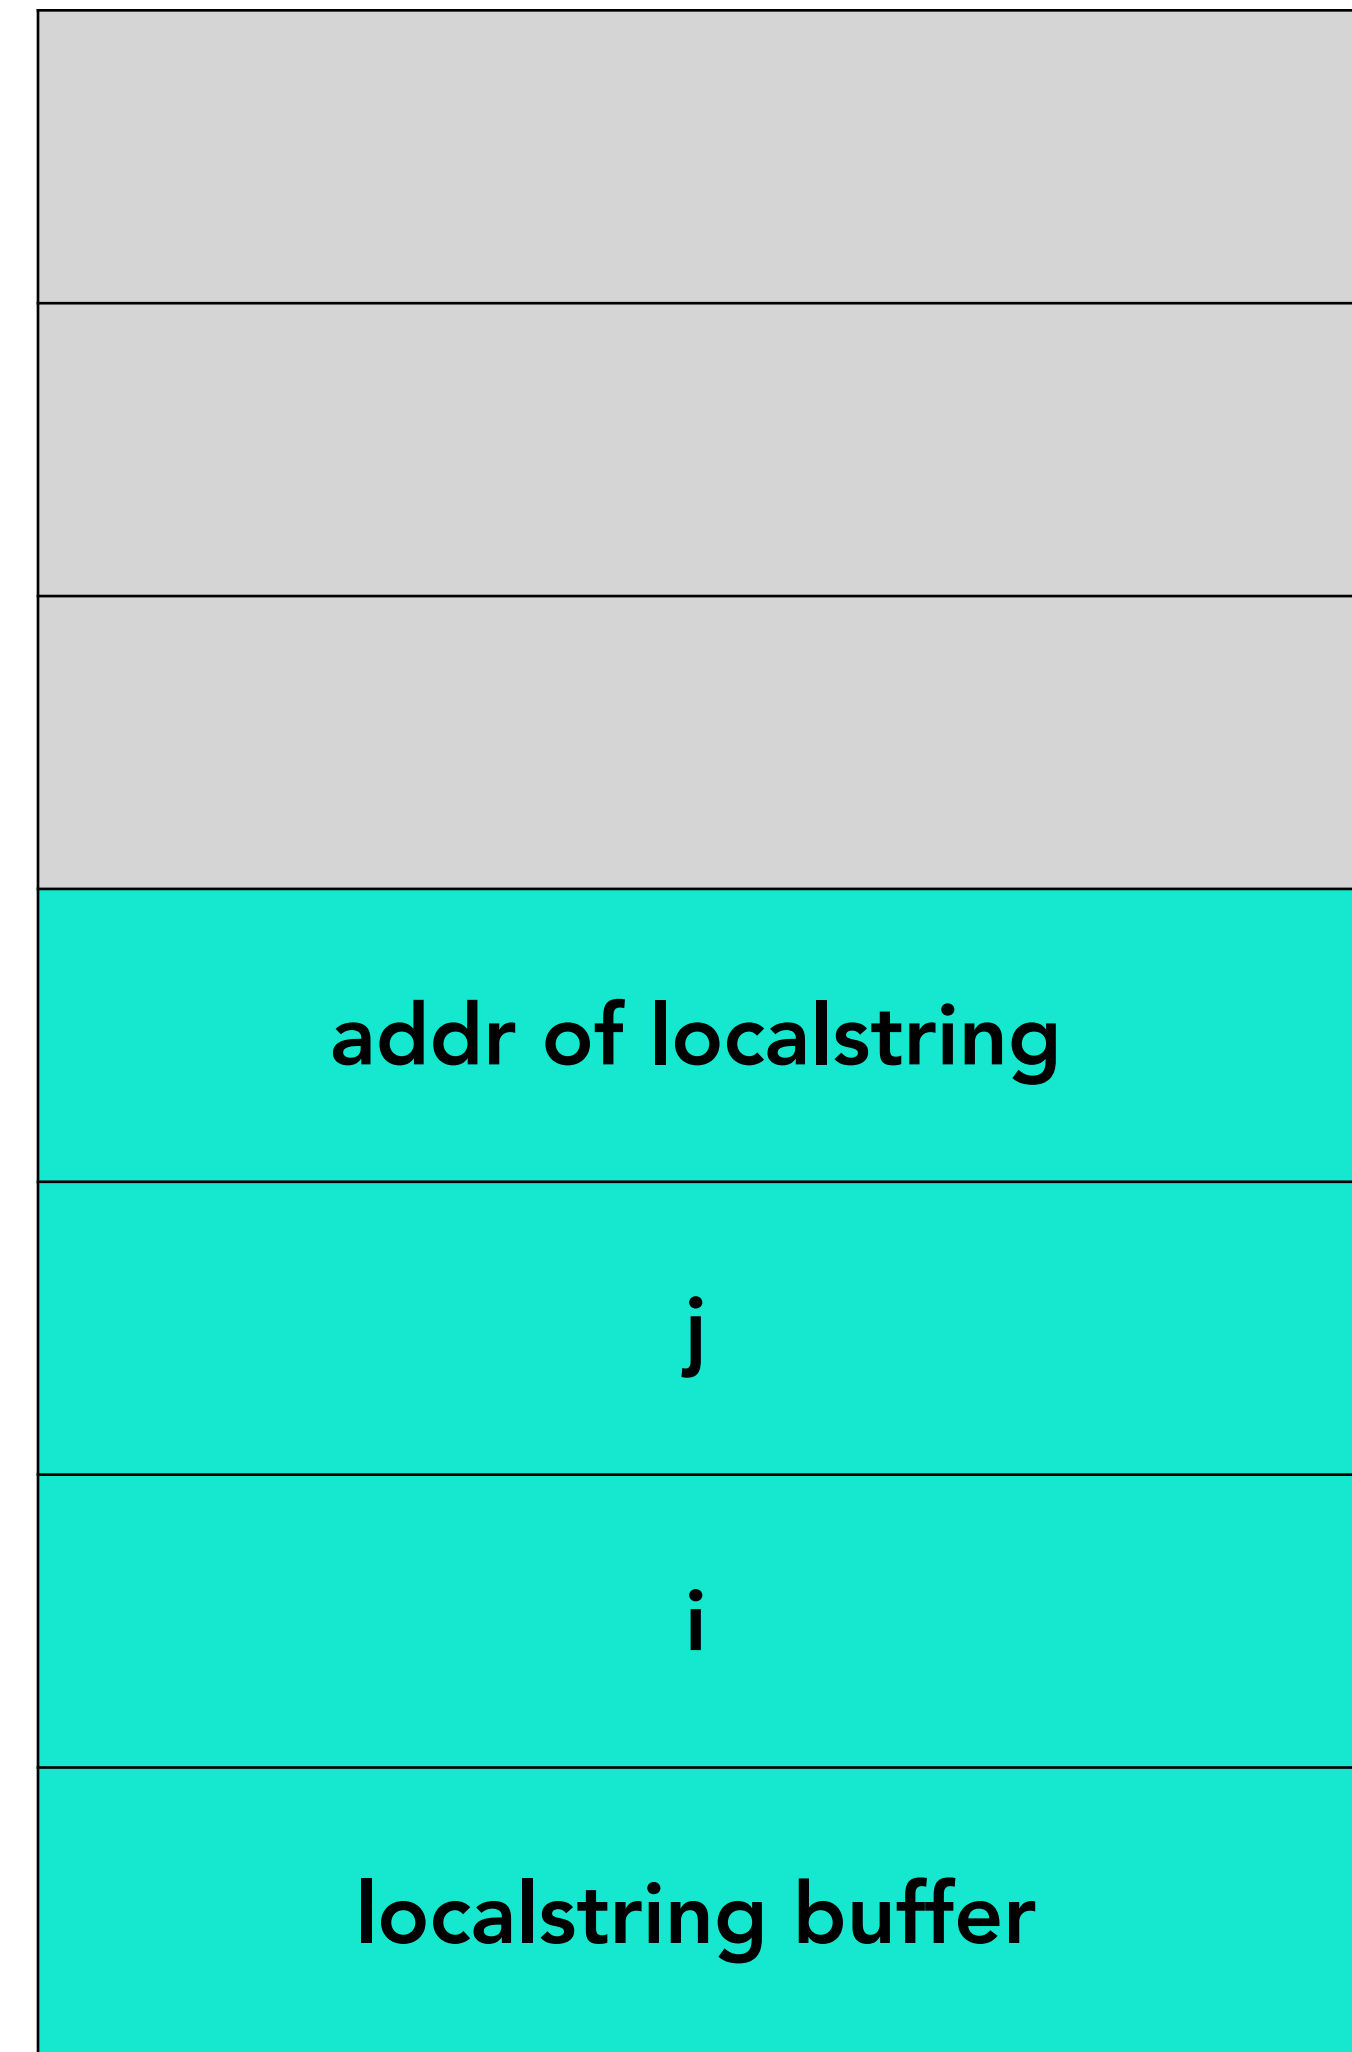 addr of localstring
j
i
localstring buffer